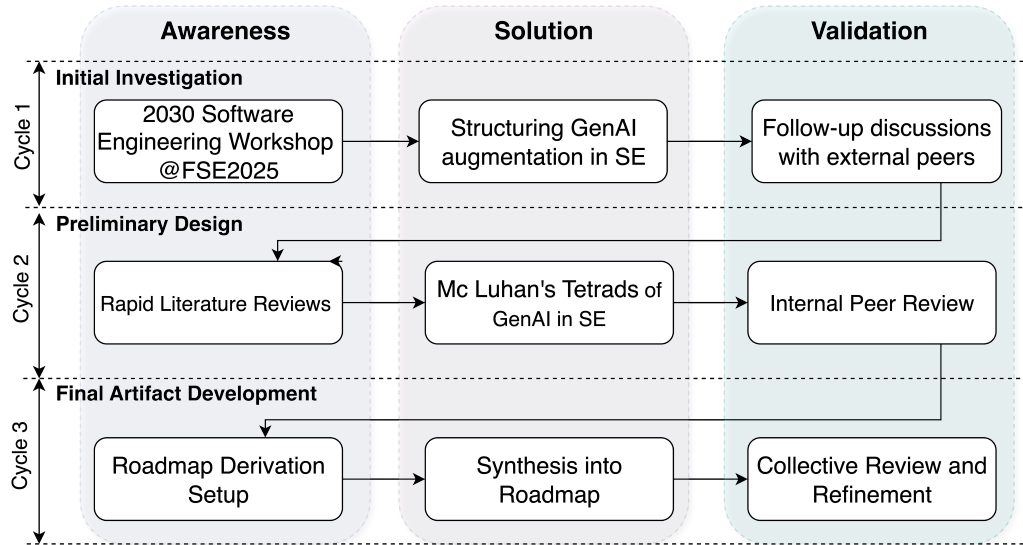 Awareness
Solution
Validation
Initial Investigation
Cycle 1
2030 Software
Engineering Workshop
@FSE2025
Structuring GenAI
augmentation in SE
Follow-up discussions
with external peers
Preliminary Design
Cycle 2
Rapid Literature Reviews
Mc Luhan's Tetrads of
GenAI in SE
Internal Peer Review
Final Artifact Development
Cycle 3
Roadmap Derivation
Setup
Synthesis into
Roadmap
Collective Review and
Refinement